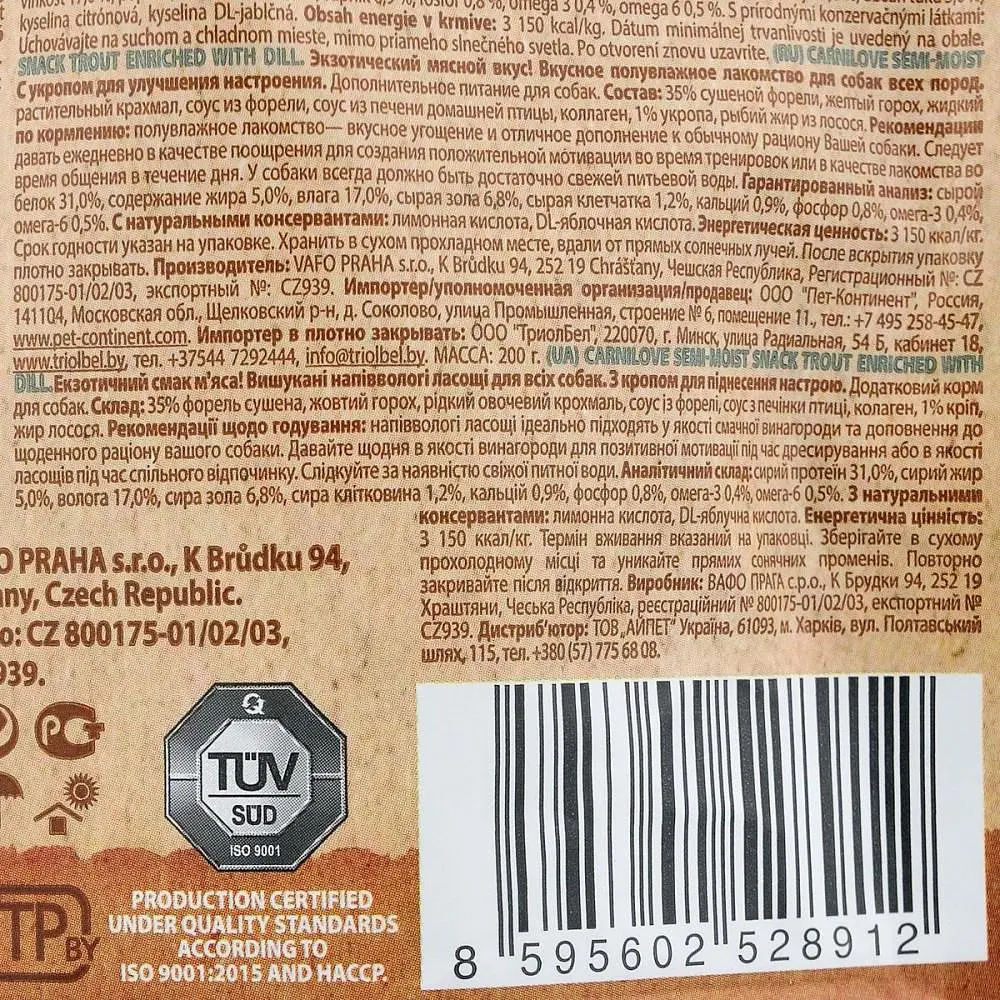 kyselina citrónová, kyselina DL-jablčná. Obsah energie v krmive: 3 150 kcal/kg. Dátum minimálnej trvanlivosti je uvedený na obale.
Uchovávajte na suchom a chladnom mieste, mimo priameho slnečného svetla. Po otvorení znovu uzavrite. (RU) CARNILOVE SEMI-MOIST
SNACK TROUT ENRICHED WITH DILL. Экзотический мясной вкус! Вкусное полувлажное лакомство для собак всех пород.
С укропом для улучшения настроения. Дополнительное питание для собак. Состав: 35% сушеной форели, желтый горох, жидкий
растительный крахмал, соус из форели, соус из печени домашней птицы, коллаген, 1% укропа, рыбий жир из лосося. Рекомендации
по кормлению: полувлажное лакомство— вкусное угощение и отличное дополнение к обычному рациону Вашей собаки. Следует
давать ежедневно в качестве поощрения для создания положительной мотивации во время тренировок или в качестве лакомства во
время общения в течение дня. У собаки всегда должно быть достаточно свежей питьевой воды. Гарантированный анализ: сырой
белок 31,0%, содержание жира 5,0%, влага 17,0%, сырая зола 6,8%, сырая клетчатка 1,2%, кальций 0,9%, фосфор 0,8%, омега-3 0,4%,
омега-6 0,5%. С натуральными консервантами: лимонная кислота, DL-яблочная кислота. Энергетическая ценность: 3 150 ккал/кг.
Срок годности указан на упаковке. Хранить в сухом прохладном месте, вдали от прямых солнечных лучей. После вскрытия упаковку
плотно закрывать. Производитель: VAFO PRAHA s.r.o., K Brůdku 94, 252 19 Chrášťany, Чешская Республика, Регистрационный №: CZ
800175-01/02/03, экспортный №: CZ939. Импортер/уполномоченная организация/продавец: ООО "Пет-Континент", Россия,
141104, Московская обл., Щелковский р-н, д. Соколово, улица Промышленная, строение № 6, помещение 11., тел.: +7 495 258-45-47,
www.pet-continent.com. Импортер в плотно закрывать: ООО "ТриолБел", 220070, г. Минск, улица Радиальная, 54 Б, кабинет 18,
www.triolbel.by, тел. +37544 7292444, info@triolbel.by. МАССА: 200 г. (UA) CARNILOVE SEMI-MOIST SNACK TROUT ENRICHED WITH
DILL. Екзотичний смак м'яса! Вишукані напіввологі ласощі для всіх собак. З кропом для піднесення настрою. Додатковий корм
для собак. Склад: 35% форель сушена, жовтий горох, рідкий овочевий крохмаль, соус із форелі, соус з печінки птиці, колаген, 1% кріп,
жир лосося. Рекомендації щодо годування: напіввологі ласощі ідеально підходять у якості смачної винагороди та доповнення до
щоденного раціону вашого собаки. Давайте щодня в якості винагороди для позитивної мотивації під час дресирування або в якості
ласощів під час спільного відпочинку. Слідкуйте за наявністю свіжої питної води. Аналітичний склад: сирий протеїн 31,0%, сирий жир
5,0%, волога 17,0%, сира зола 6,8%, сира клітковина 1,2%, кальцій 0,9%, фосфор 0,8%, омега-3 0,4%, омега-6 0,5%. З натуральними
консервантами: лимонна кислота, DL-яблучна кислота. Енергетична цінність:
3 150 ккал/кг. Термін вживання вказаний на упаковці. Зберігайте в сухому
прохолодному місці та уникайте прямих сонячних променів. Повторно
закривайте після відкриття. Виробник: ВАФО ПРАГА с.р.о., К Брудки 94, 252 19
Храштяни, Чеська Республіка, реєстраційний № 800175-01/02/03, експортний №
CZ939. Дистриб'ютор: ТОВ „АЙПЕТ" Україна, 61093, м. Харків, вул. Полтавський
шлях, 115, тел. +380 (57) 775 68 08.
O PRAHA s.r.o., K Brůdku 94,
ny, Czech Republic.
o: CZ 800175-01/02/03,
939.
TÜV
SÜD
ISO 9001
TP BY
PRODUCTION CERTIFIED
UNDER QUALITY STANDARDS
ACCORDING TO
ISO 9001:2015 AND HACCP.
8 595602 528912